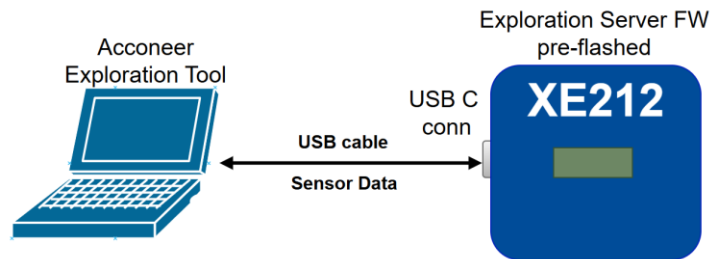 Acconeer
Exploration Tool
Exploration Server FW
pre-flashed
USB C
conn
XE212
USB cable
Sensor Data